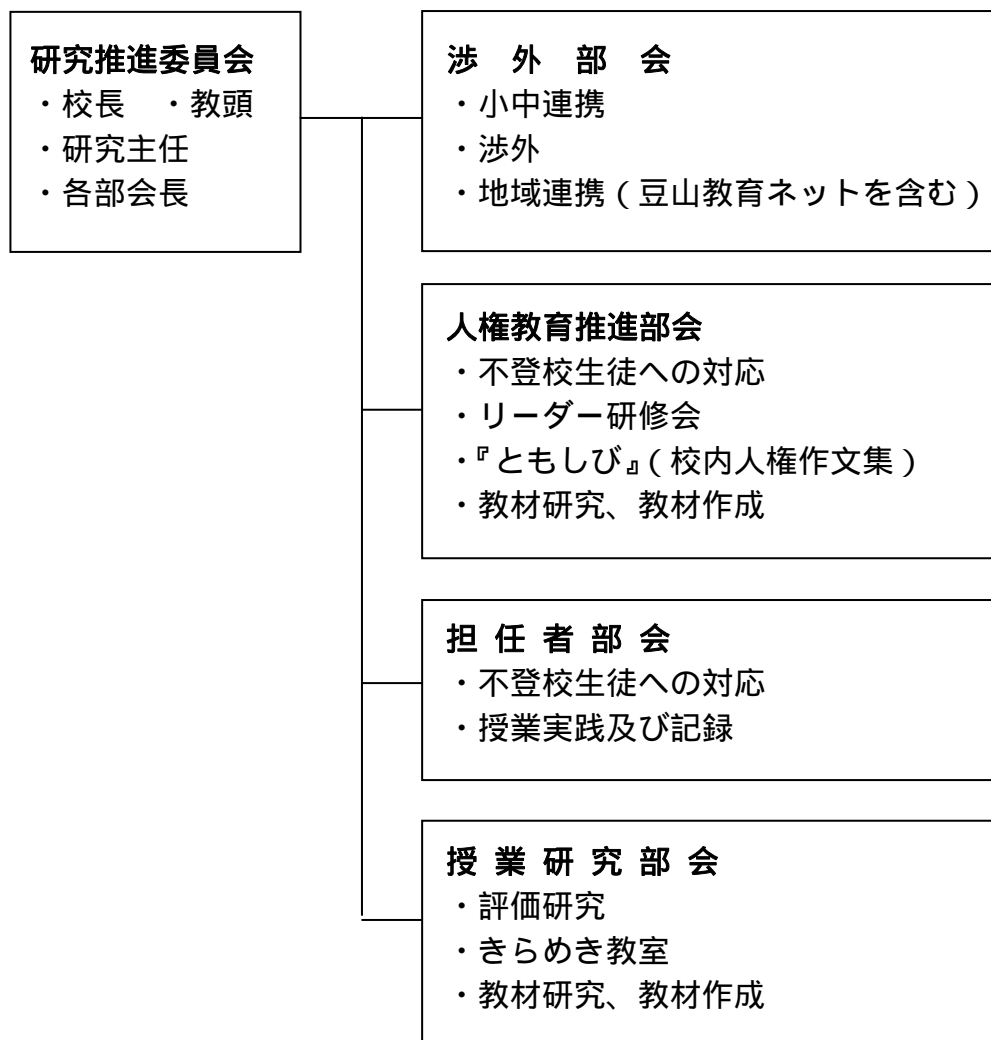 研究推進委員会
・校長　・教頭
・研究主任
・各部会長
渉　外　部　会
・小中連携
・渉外
・地域連携（豆山教育ネットを含む）
人権教育推進部会
・不登校生徒への対応
・リーダー研修会
・『ともしび』（校内人権作文集）
・教材研究、教材作成
担 任 者 部 会
・不登校生徒への対応
・授業実践及び記録
授 業 研 究 部 会
・評価研究
・きらめき教室
・教材研究、教材作成